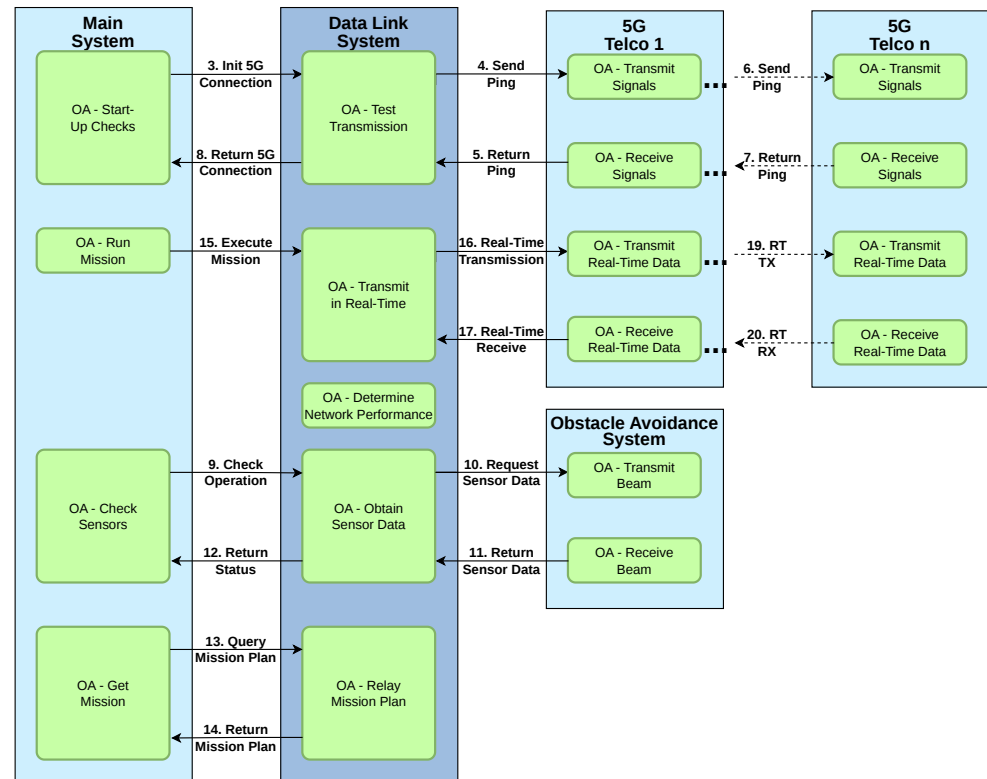 Main
System
Data Link
System
5G
Telco 1
5G
Telco n
OA - Start-
Up Checks
3. Init 5G
Connection
OA - Test
Transmission
4. Send
Ping
OA - Transmit
Signals
...
6. Send
Ping
OA - Transmit
Signals
8. Return 5G
Connection
5. Return
Ping
OA - Receive
Signals
...
7. Return
Ping
OA - Receive
Signals
OA - Run
Mission
15. Execute
Mission
OA - Transmit
in Real-Time
16. Real-Time
Transmission
OA - Transmit
Real-Time Data
...
19. RT
TX
OA - Transmit
Real-Time Data
17. Real-Time
Receive
OA - Receive
Real-Time Data
...
20. RT
RX
OA - Receive
Real-Time Data
OA - Determine
Network Performance
Obstacle Avoidance
System
OA - Check
Sensors
9. Check
Operation
OA - Obtain
Sensor Data
10. Request
Sensor Data
OA - Transmit
Beam
12. Return
Status
11. Return
Sensor Data
OA - Receive
Beam
OA - Get
Mission
13. Query
Mission Plan
OA - Relay
Mission Plan
14. Return
Mission Plan